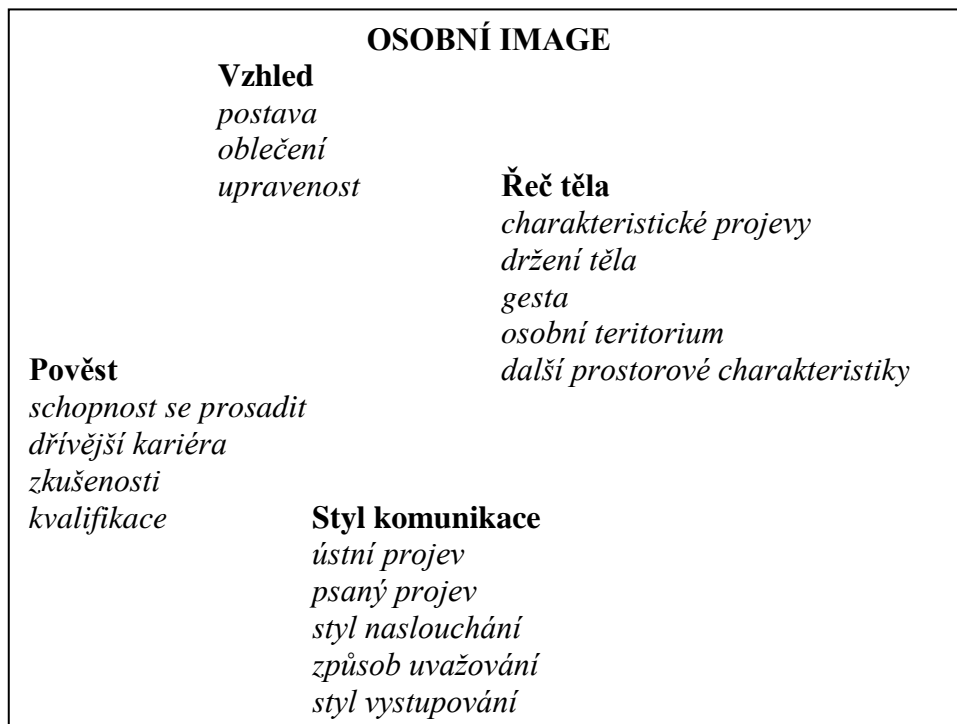 OSOBNÍ IMAGE
Vzhled
postava
oblečení
upravenost
Řeč těla
charakteristické projevy
držení těla
gesta
osobní teritorium
další prostorové charakteristiky
Pověst
schopnost se prosadit
dřívější kariéra
zkušenosti
kvalifikace
Styl komunikace
ústní projev
psaný projev
styl naslouchání
způsob uvažování
styl vystupování